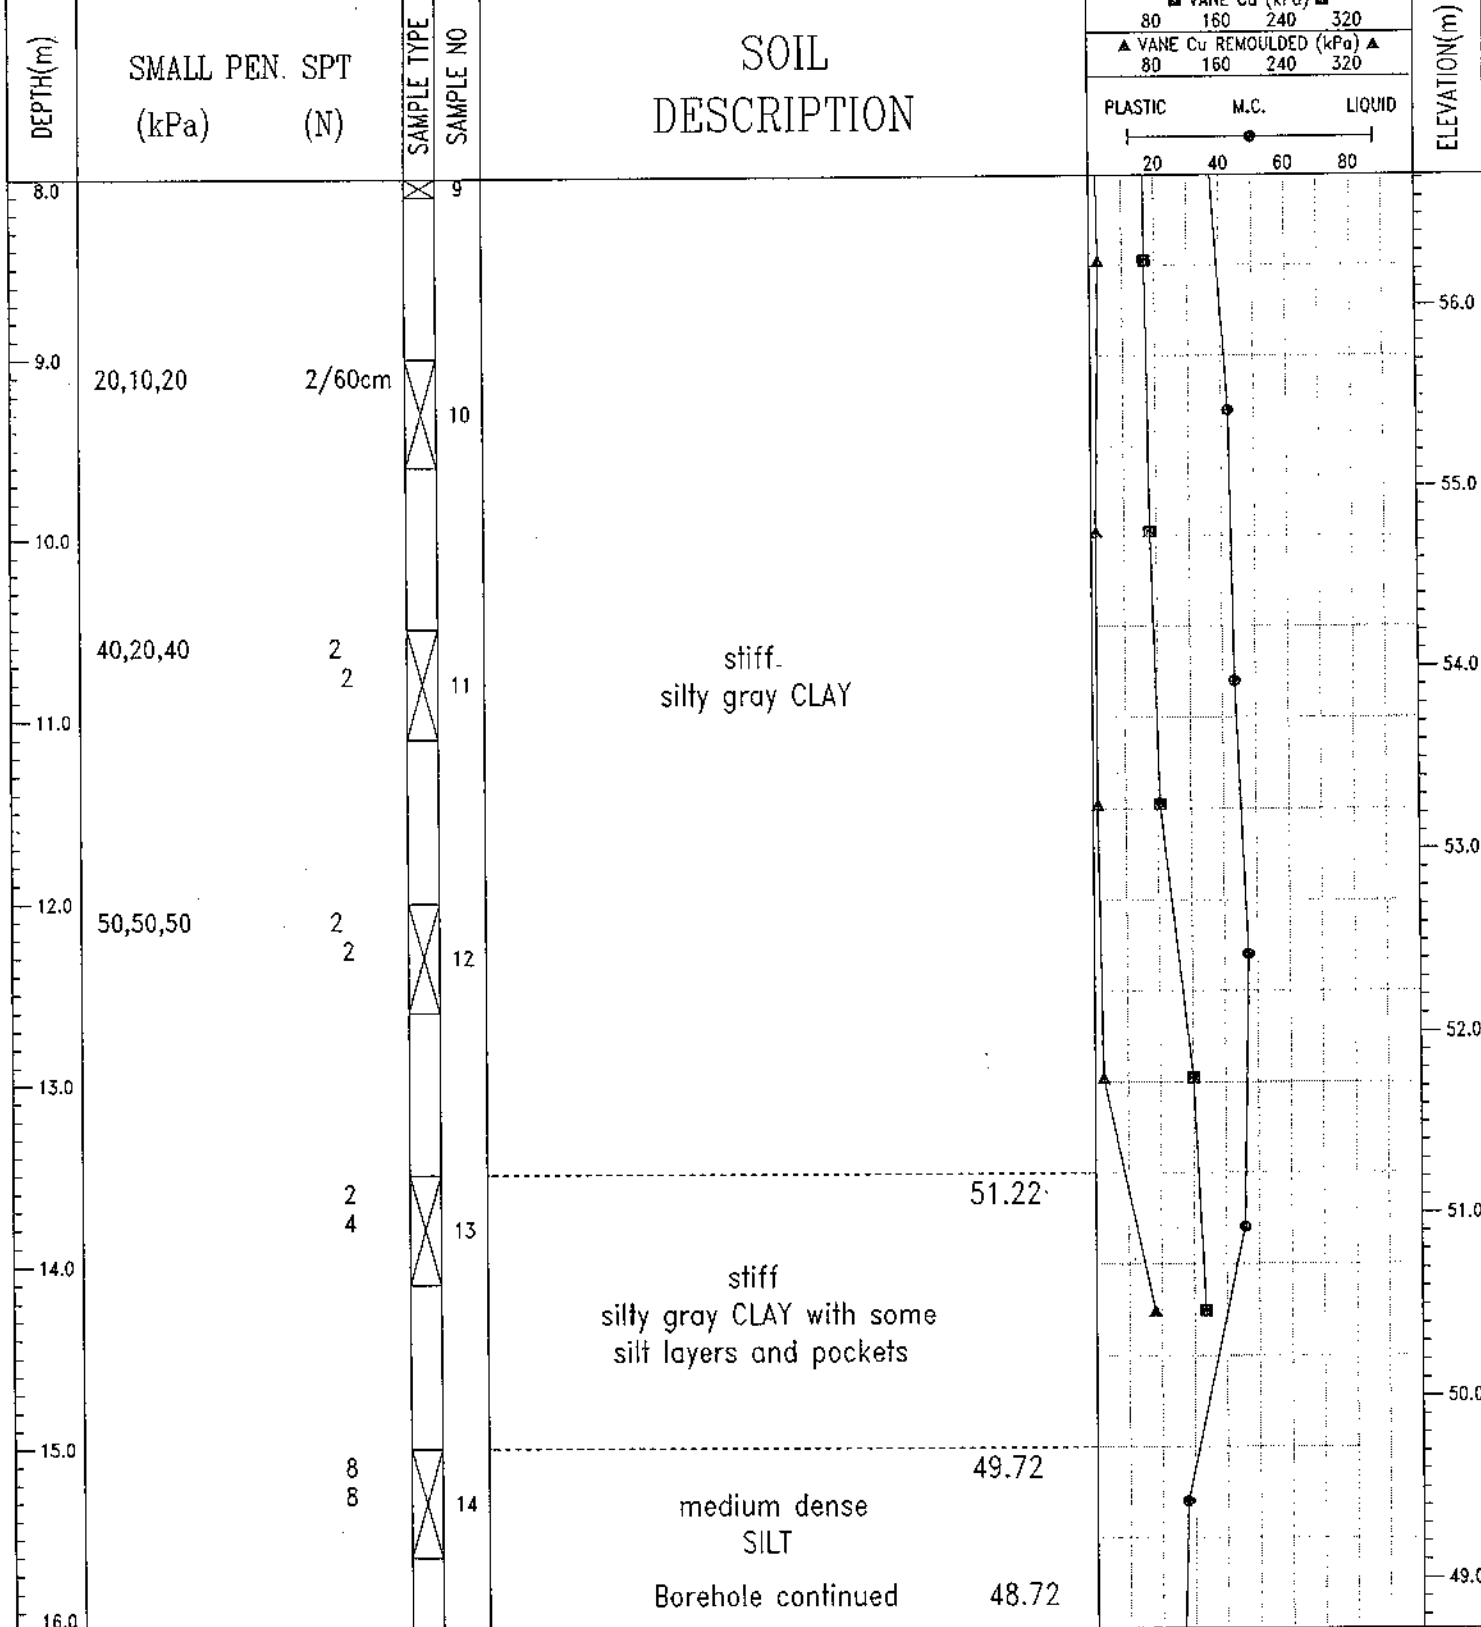 DEPTH(m)
SMALL PEN. SPT
(kPa) (N)
SAMPLE TYPE
SAMPLE NO
SOIL
DESCRIPTION
■ VANE Cu (kPa) ■
80 160 240 320
▲ VANE Cu REMOULDED (kPa) ▲
80 160 240 320
PLASTIC M.C. LIQUID
20 40 60 80
ELEVATION(m)
8.0 9
56.0
9.0
20,10,20 2/60cm
10
55.0
10.0
40,20,40 2
2
11
stiff
silty gray CLAY
54.0
11.0
53.0
12.0
50,50,50 2
2
12
52.0
13.0
2
4
13
51.22
51.0
14.0
stiff
silty gray CLAY with some
silt layers and pockets
50.0
15.0
8
8
14
49.72
medium dense
SILT
49.0
Borehole continued 48.72
16.0